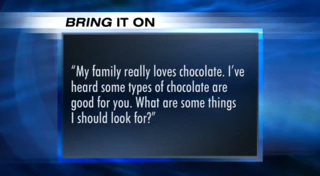 BRING IT ON
“My family really loves chocolate. I’ve
heard some types of chocolate are
good for you. What are some things
I should look for?”